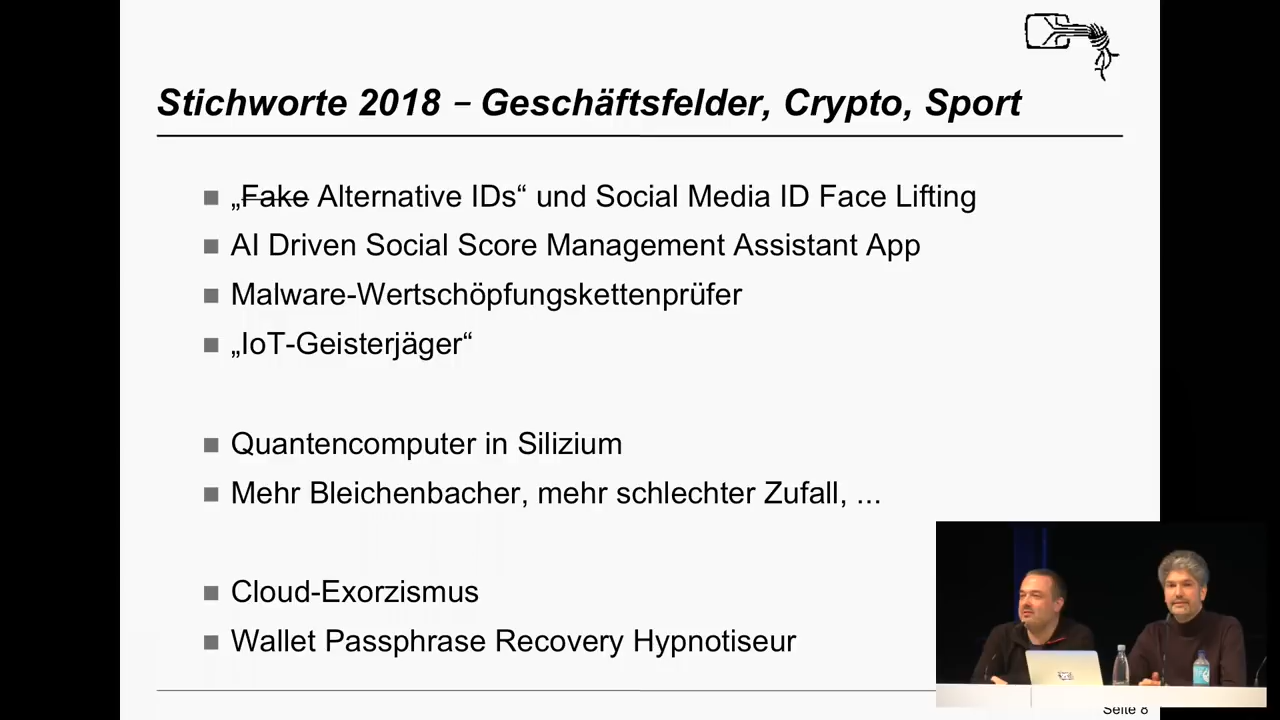 Stichworte 2018 – Geschäftsfelder, Crypto, Sport
„Fake Alternative IDs“ und Social Media ID Face Lifting
AI Driven Social Score Management Assistant App
Malware-Wertschöpfungskettenprüfer
„IoT-Geisterjäger“
Quantencomputer in Silizium
Mehr Bleichenbacher, mehr schlechter Zufall, ...
Cloud-Exorzismus
Wallet Passphrase Recovery Hypnotiseur
Seite 8